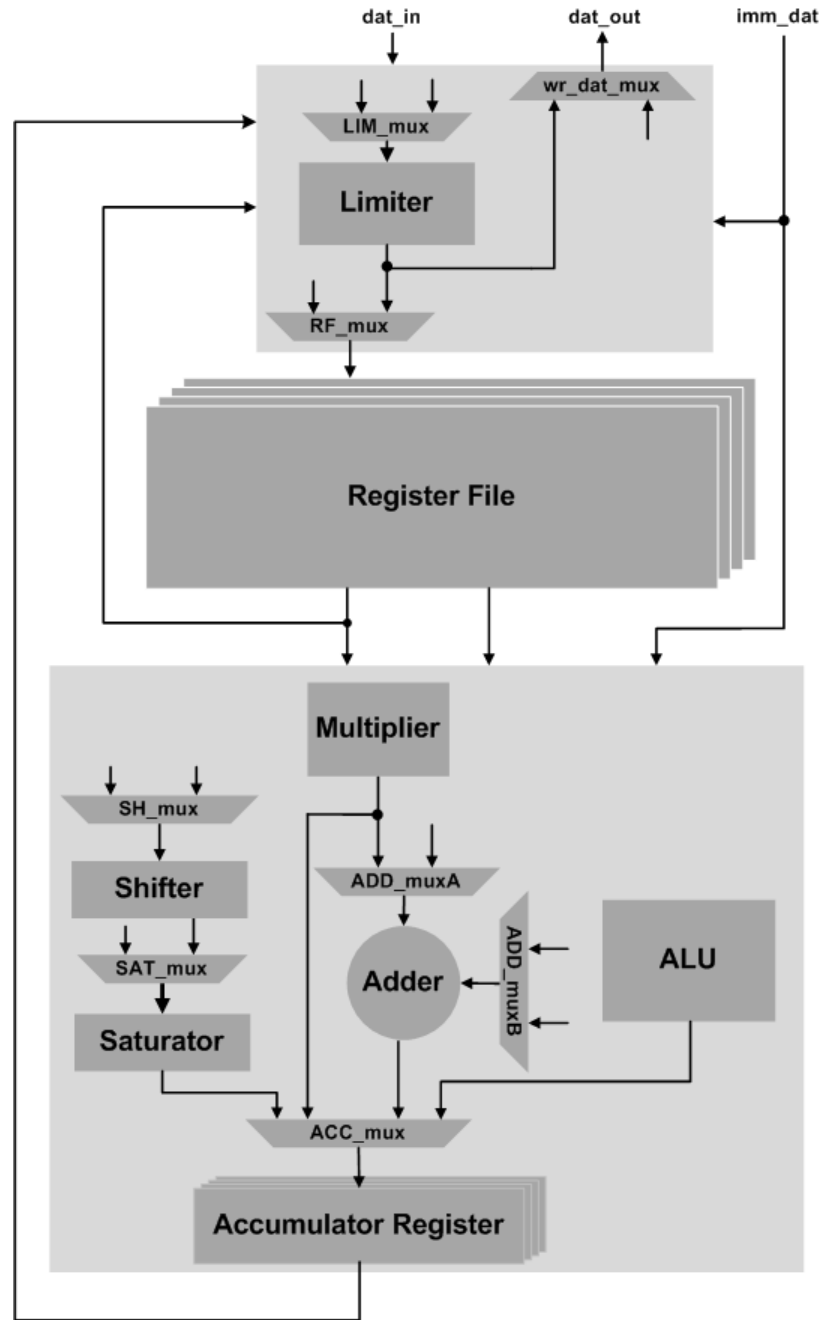 dat_in
dat_out
imm_dat
wr_dat_mux
LIM_mux
Limiter
RF_mux
Register File
Multiplier
SH_mux
Shifter
ADD_muxA
SAT_mux
Adder
ADD_muxB
ALU
Saturator
ACC_mux
Accumulator Register